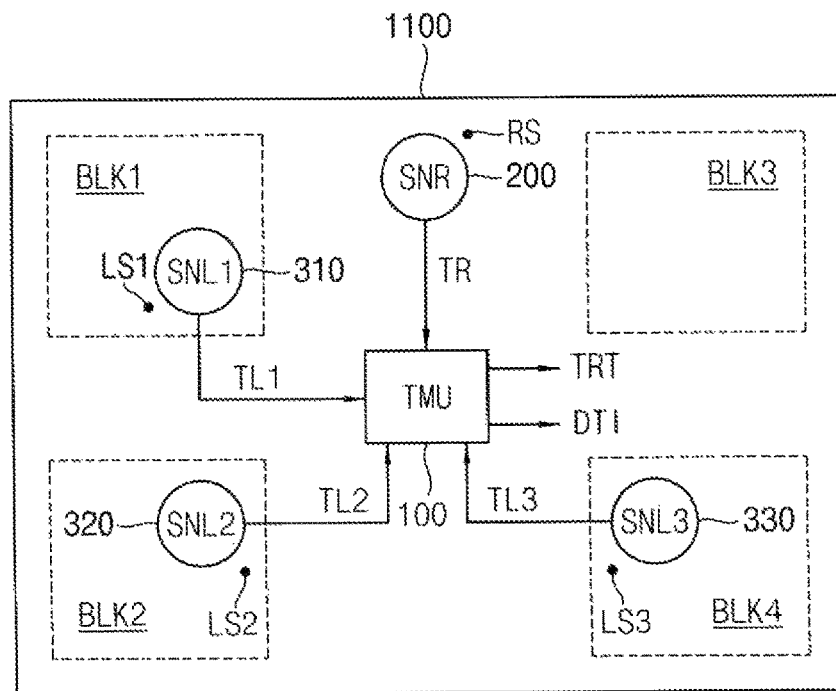 1100
BLK1
SNR
RS
200
BLK3
LS1
SNL1
310
TR
TL1
TMU
TRT
DTI
100
320
SNL2
TL2
TL3
SNL3
330
BLK2
LS2
LS3
BLK4